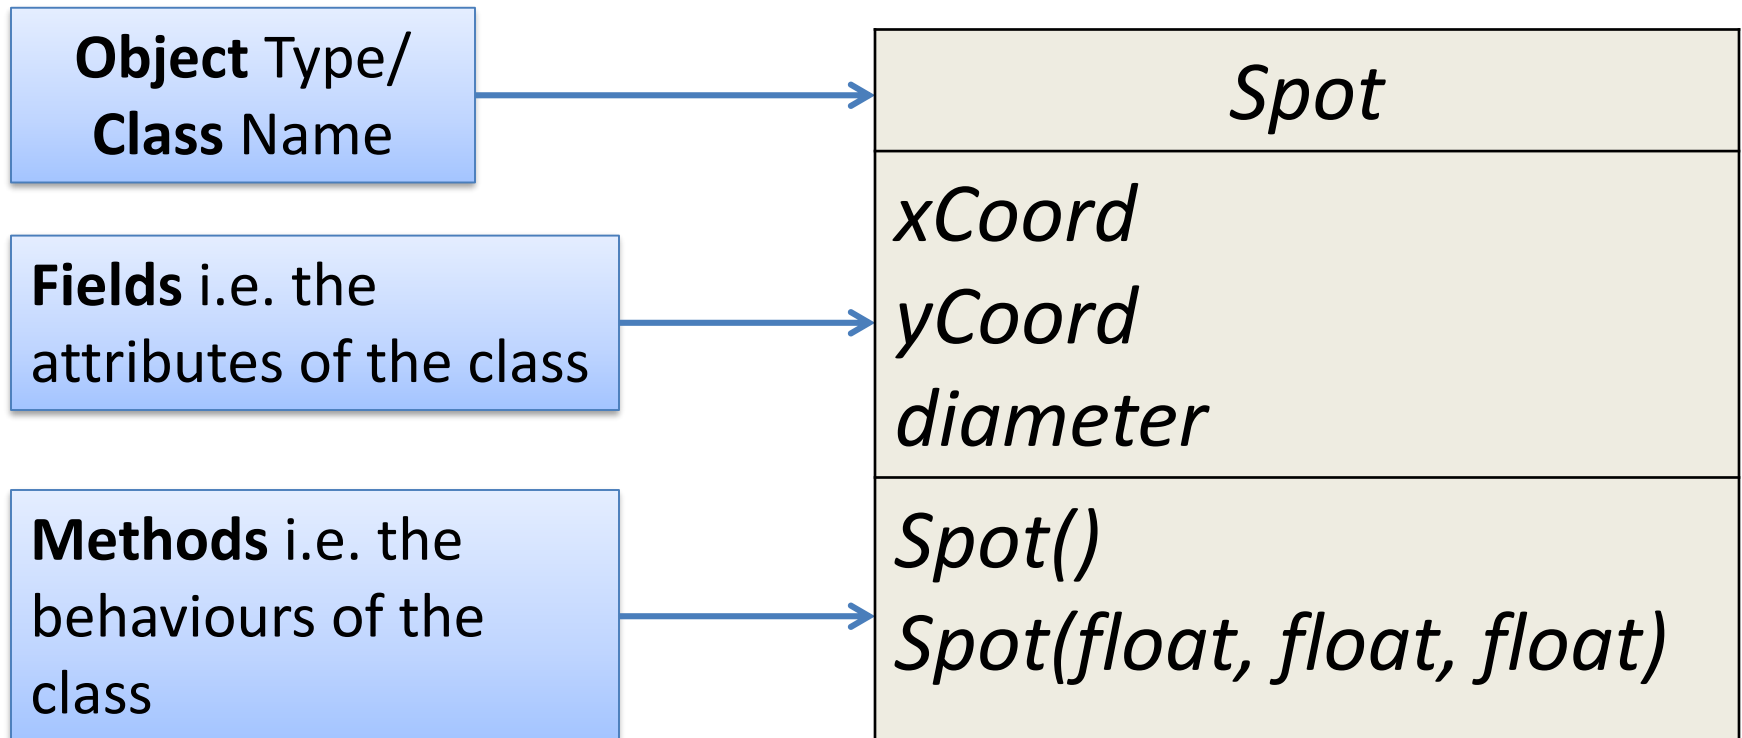 Object Type/
Class Name
Fields i.e. the
attributes of the class
Methods i.e. the
behaviours of the
class
Spot
xCoord
yCoord
diameter
Spot()
Spot(float, float, float)